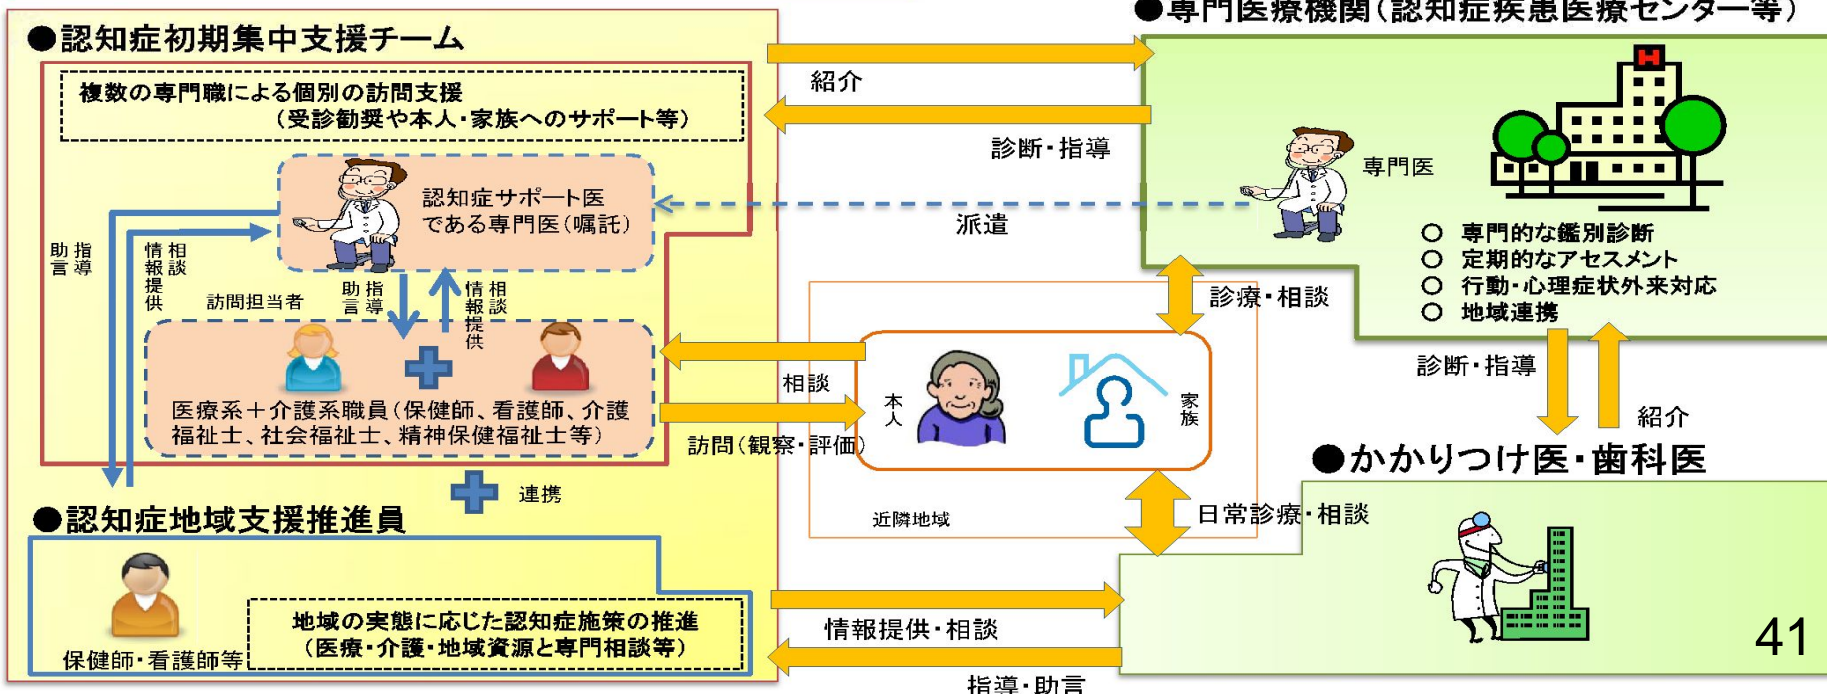 ●認知症初期集中支援チーム
複数の専門職による個別の訪問支援
(受診勧奨や本人・家族へのサポート等)
認知症サポート医
である専門医(嘱託)
指導
助言
相談
情報提供
訪問担当者
指導
助言
相談
情報提供
医療系+介護系職員(保健師、看護師、介護
福祉士、社会福祉士、精神保健福祉士等)
連携
●認知症地域支援推進員
保健師・看護師等
地域の実態に応じた認知症施策の推進
(医療・介護・地域資源と専門相談等)
紹介
診断・指導
派遣
相談
訪問(観察・評価)
本人
家族
近隣地域
診療・相談
日常診療・相談
情報提供・相談
指導・助言
●専門医療機関(認知症疾患医療センター等)
専門医
○ 専門的な鑑別診断
○ 定期的なアセスメント
○ 行動・心理症状外来対応
○ 地域連携
診断・指導
紹介
●かかりつけ医・歯科医
41